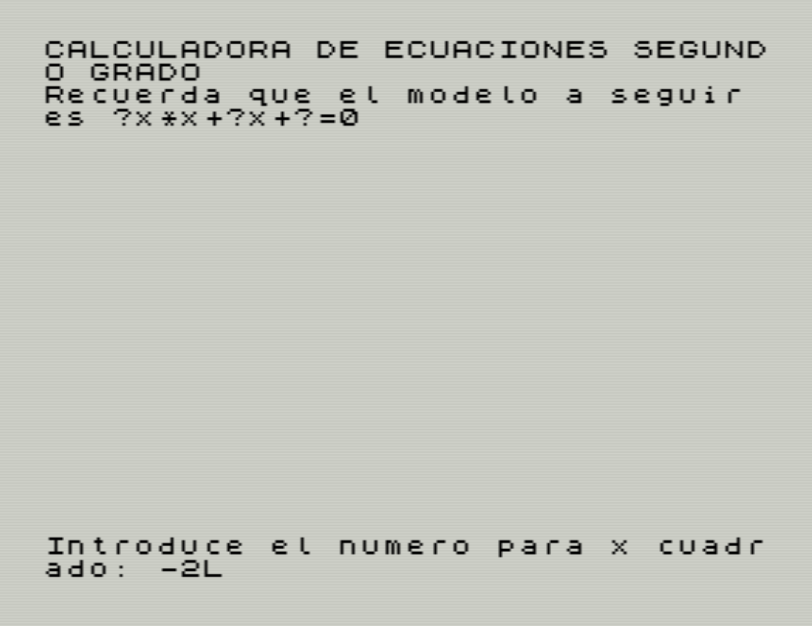 CALCULADORA DE ECUACIONES SEGUND
O GRADO
Recuerda que el modelo a seguir
es ?x*x+?x+?=0
Introduce el numero para x cuadr
ado: -2L